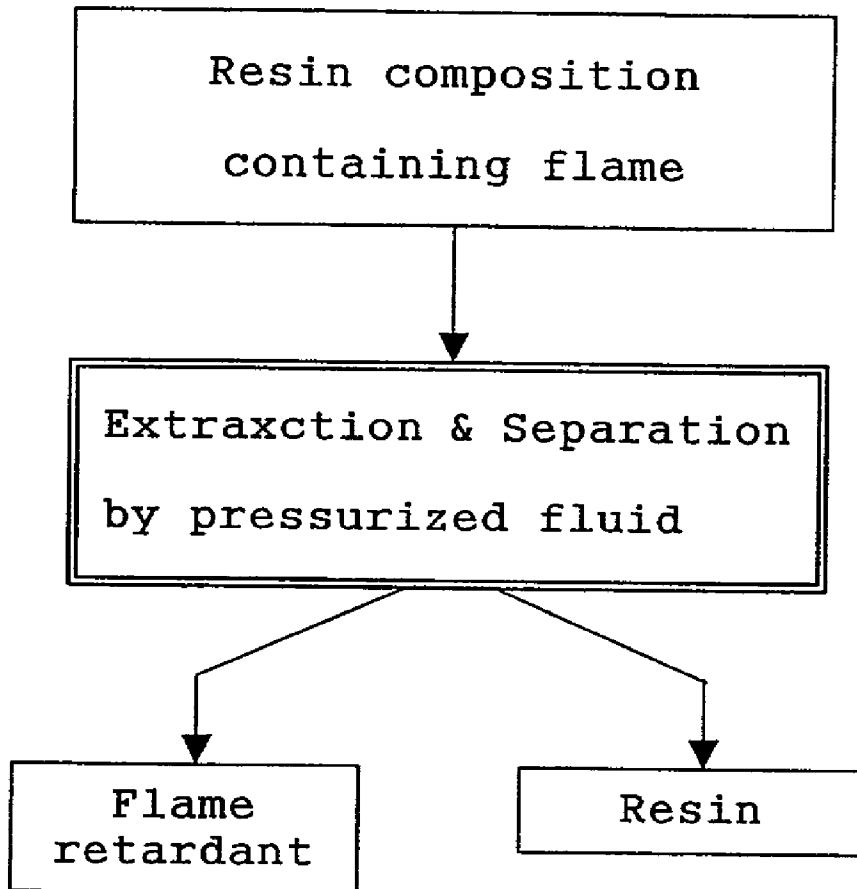 Resin composition
containing flame
Extraxction & Separation
by pressurized fluid
Flame
retardant
Resin